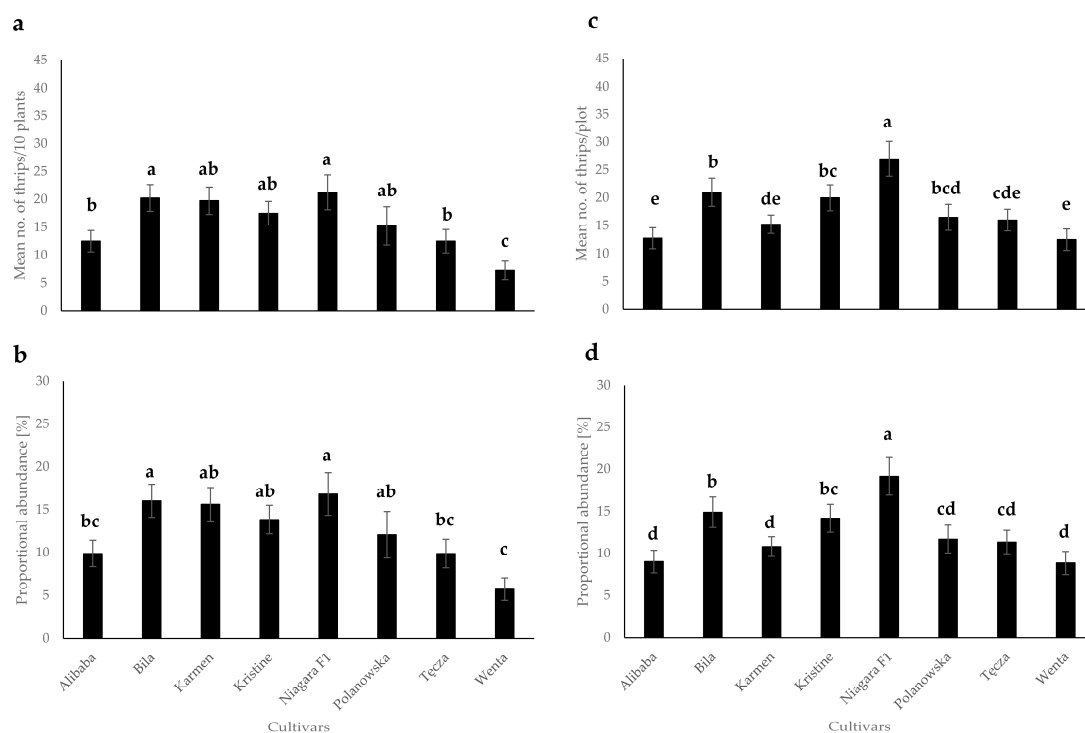 a
Mean no. of thrips/10 plants
45
40
35
30
25
20
15
10
5
0
b
a
ab
ab
a
ab
b
c
b
Proportional abundance [%]
30
25
20
15
10
5
0
bc
a
ab
ab
a
ab
bc
c
Alibaba
Bila
Karmen
Kristine
Niagara F1
Polanowska
Tęcza
Wenta
Cultivars
c
Mean no. of thrips/plot
45
40
35
30
25
20
15
10
5
0
e
b
de
bc
a
bcd
cde
e
d
Proportional abundance [%]
30
25
20
15
10
5
0
d
b
d
bc
a
cd
cd
d
Alibaba
Bila
Karmen
Kristine
Niagara F1
Polanowska
Tęcza
Wenta
Cultivars